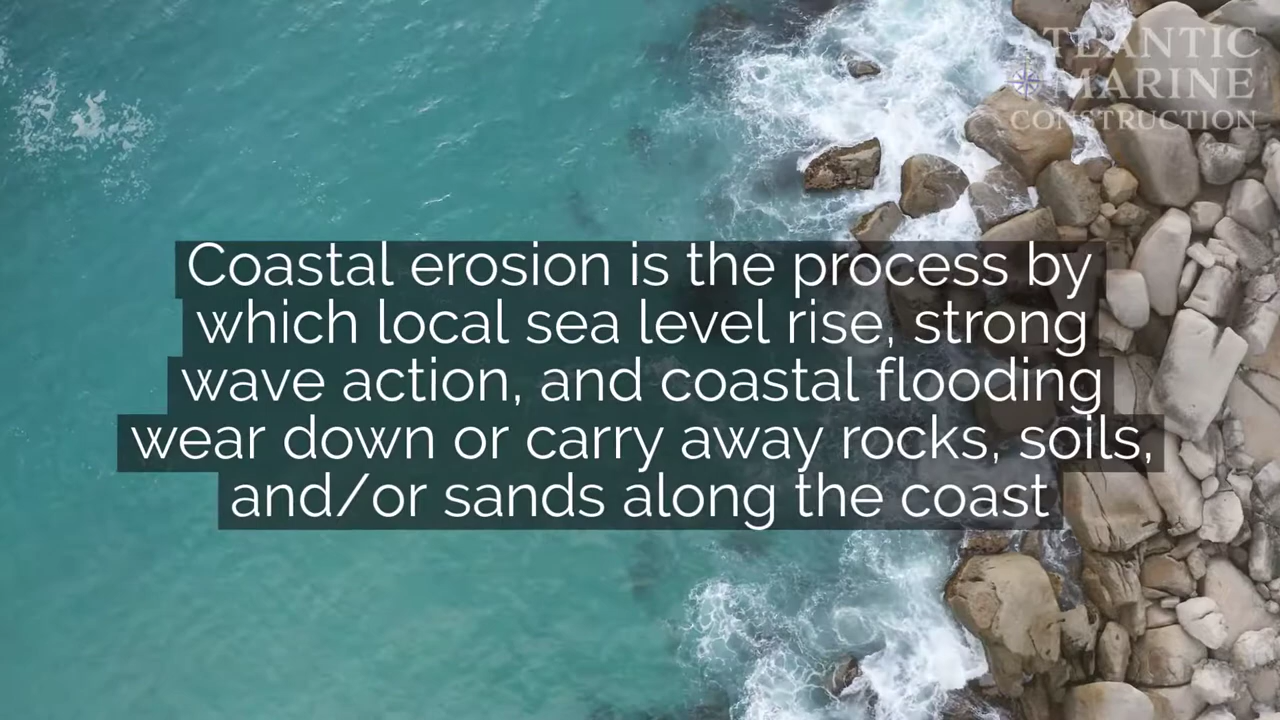 ATLANTIC
MARINE
CONSTRUCTION
Coastal erosion is the process by
which local sea level rise, strong
wave action, and coastal flooding
wear down or carry away rocks, soils,
and/or sands along the coast